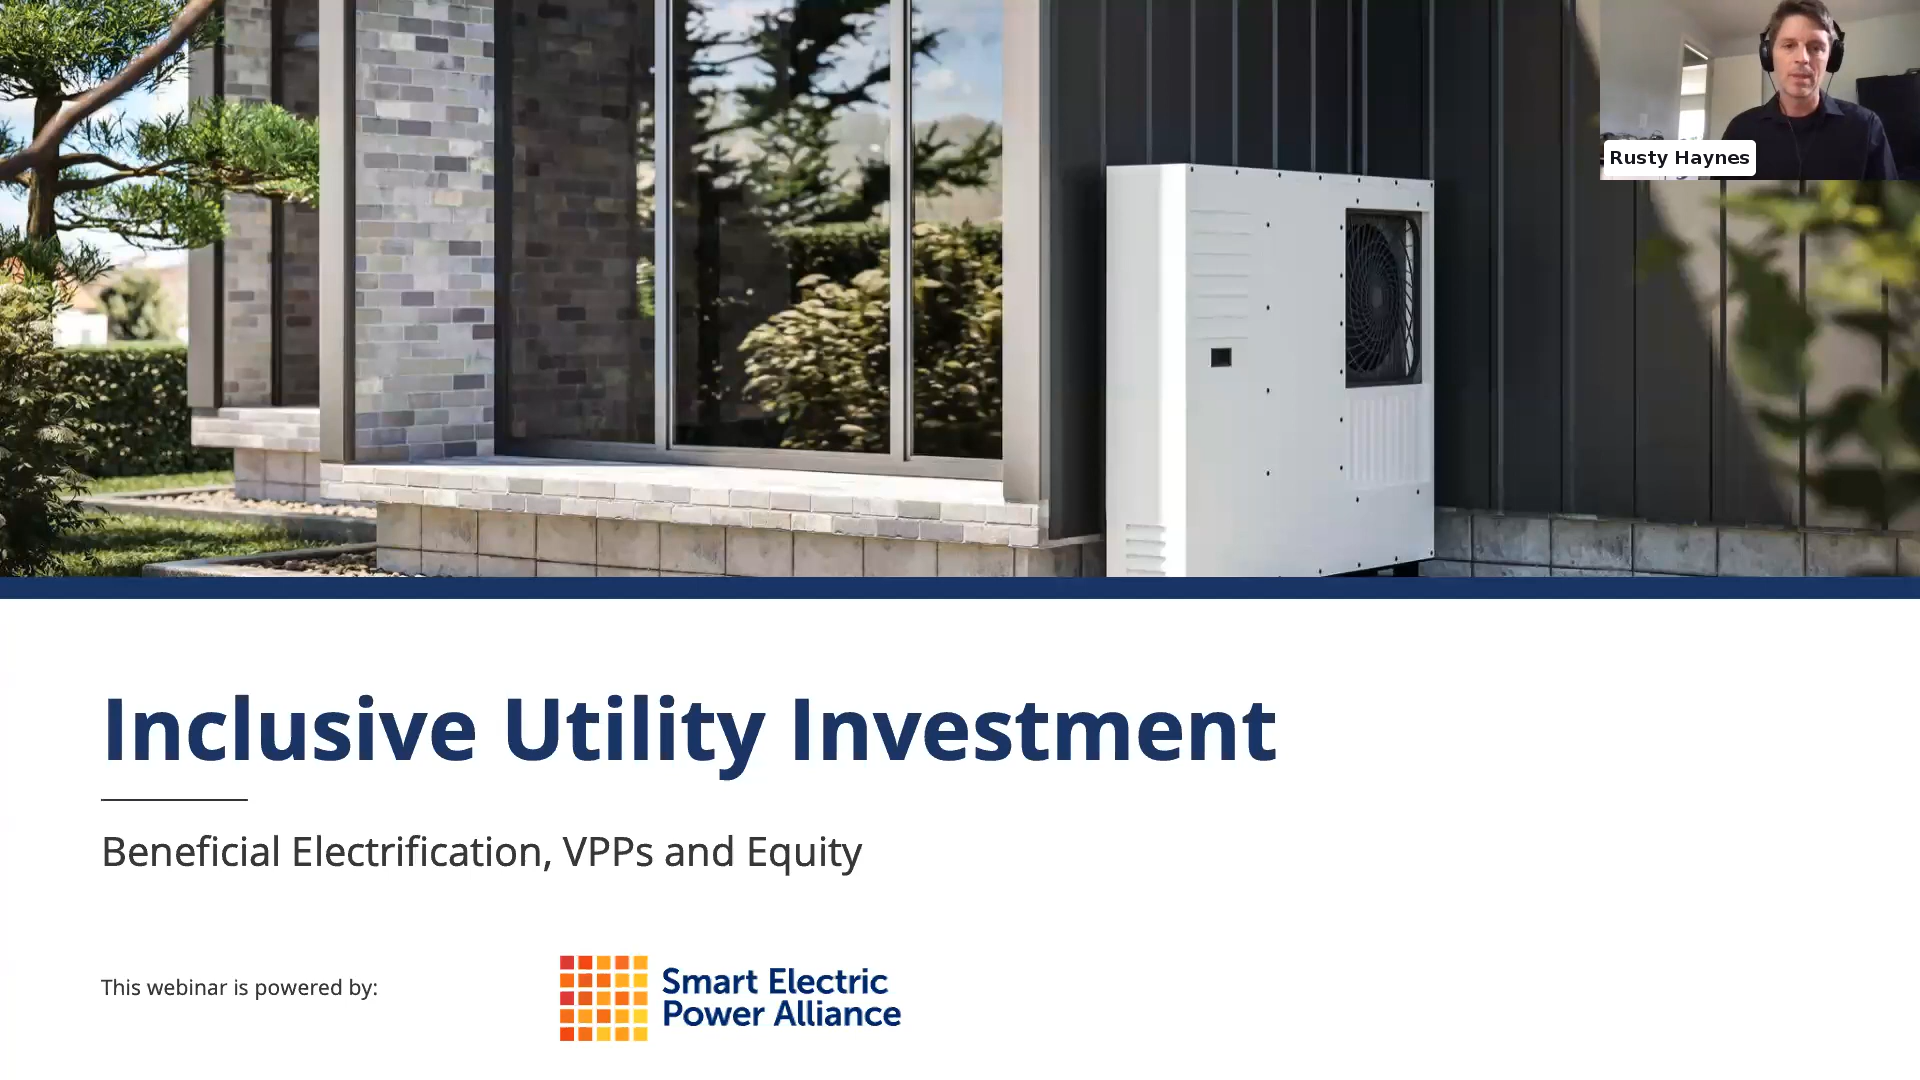 Rusty Haynes
Inclusive Utility Investment
Beneficial Electrification, VPPs and Equity
This webinar is powered by:
Smart Electric
Power Alliance